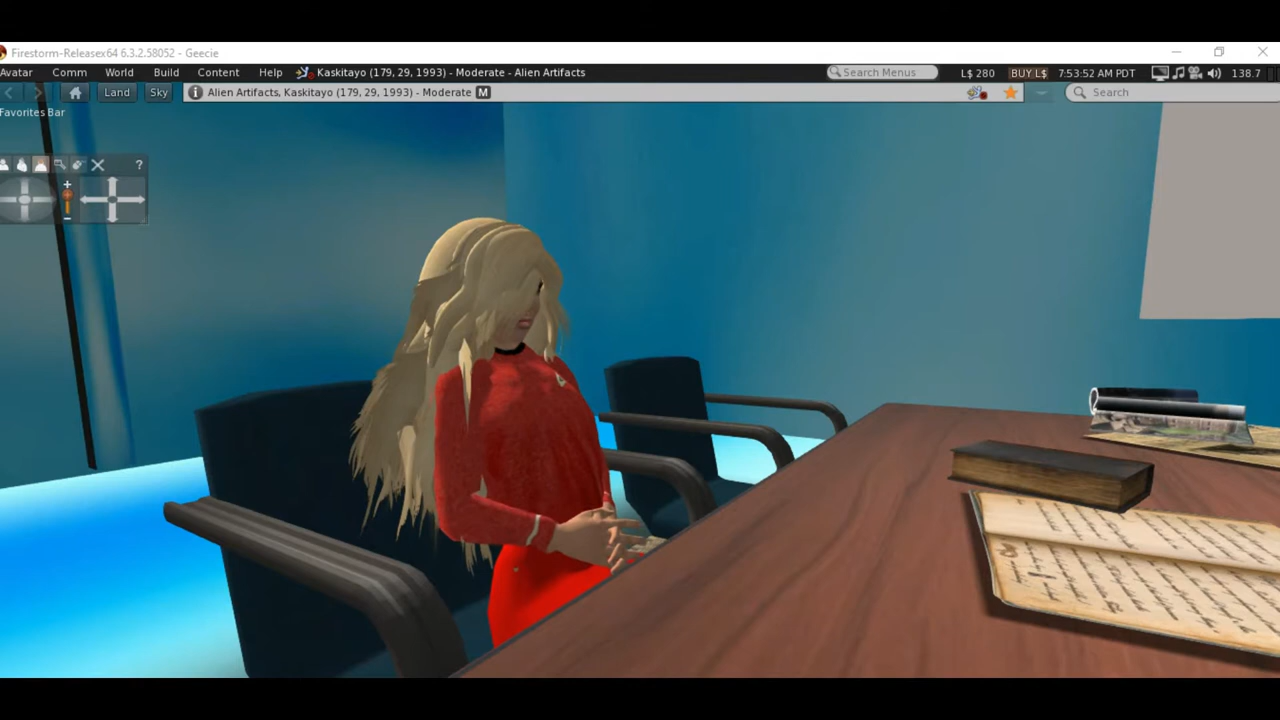 Firestorm-Releasex64 6.3.2.58052 - Geecie
Avatar Comm World Build Content Help Kaskitayo (179, 29, 1993) - Moderate - Alien Artifacts Search Menus L$ 280 BUY L$ 7:53:52 AM PDT 138.7
Land Sky Alien Artifacts, Kaskitayo (179, 29, 1993) - Moderate M Search
Favorites Bar
?